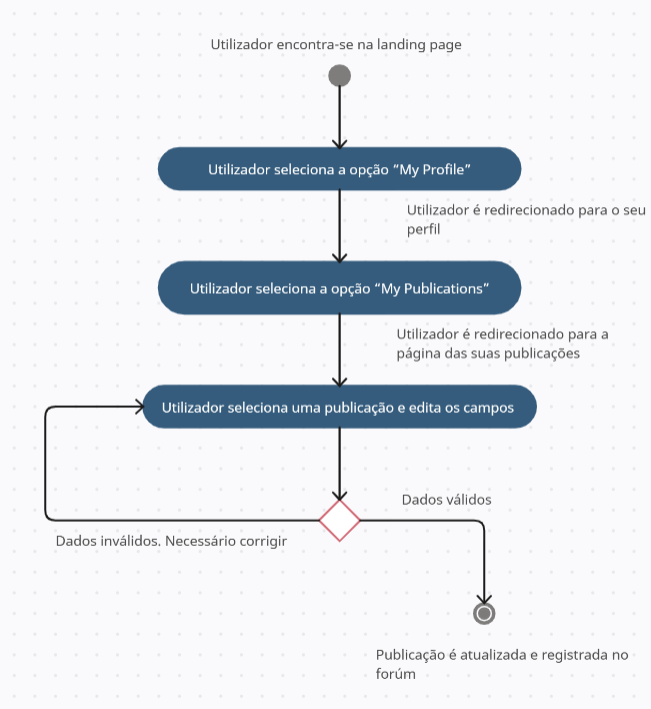 Utilizador encontra-se na landing page
Utilizador seleciona a opção “My Profile”
Utilizador é redirecionado para o seu
perfil
Utilizador seleciona a opção “My Publications”
Utilizador é redirecionado para a
página das suas publicações
Utilizador seleciona uma publicação e edita os campos
Dados válidos
Dados inválidos. Necessário corrigir
Publicação é atualizada e registrada no
forúm